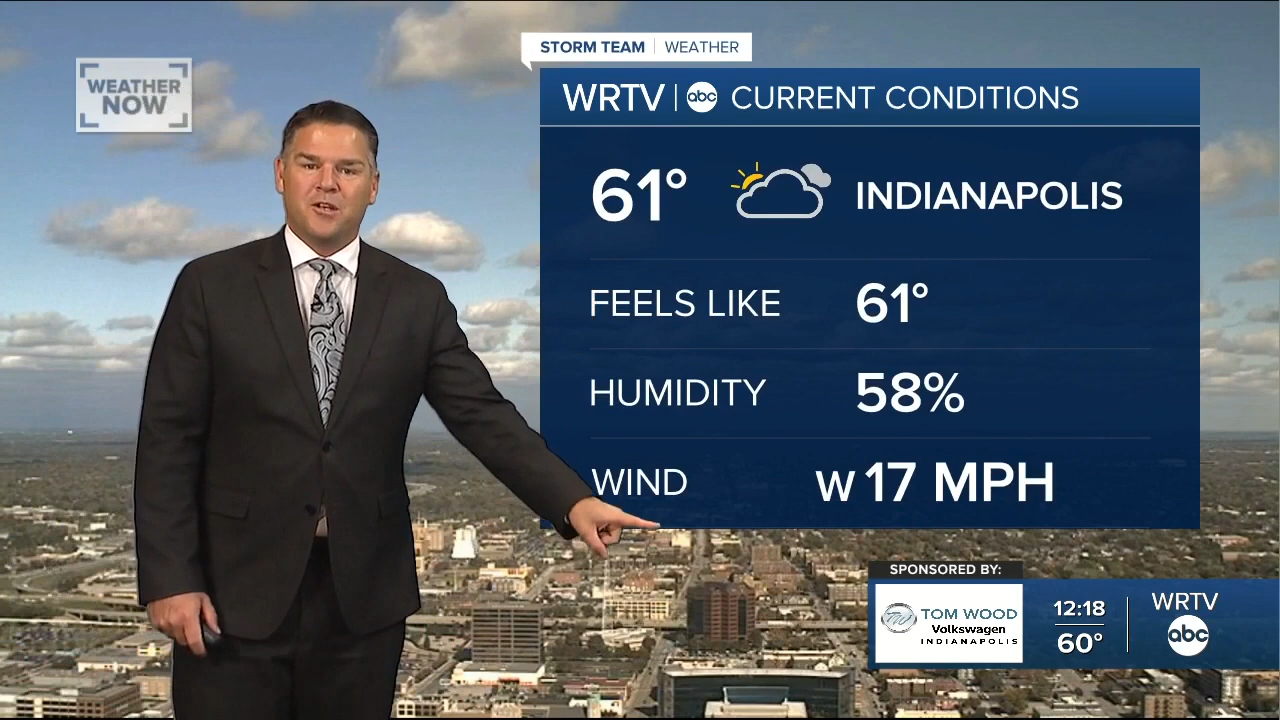 STORM TEAM | WEATHER
WEATHER
NOW
WRTV | abc CURRENT CONDITIONS
61° INDIANAPOLIS
FEELS LIKE 61°
HUMIDITY 58%
WIND W 17 MPH
SPONSORED BY:
TOM WOOD
Volkswagen
INDIANAPOLIS
12:18
60°
WRTV
abc